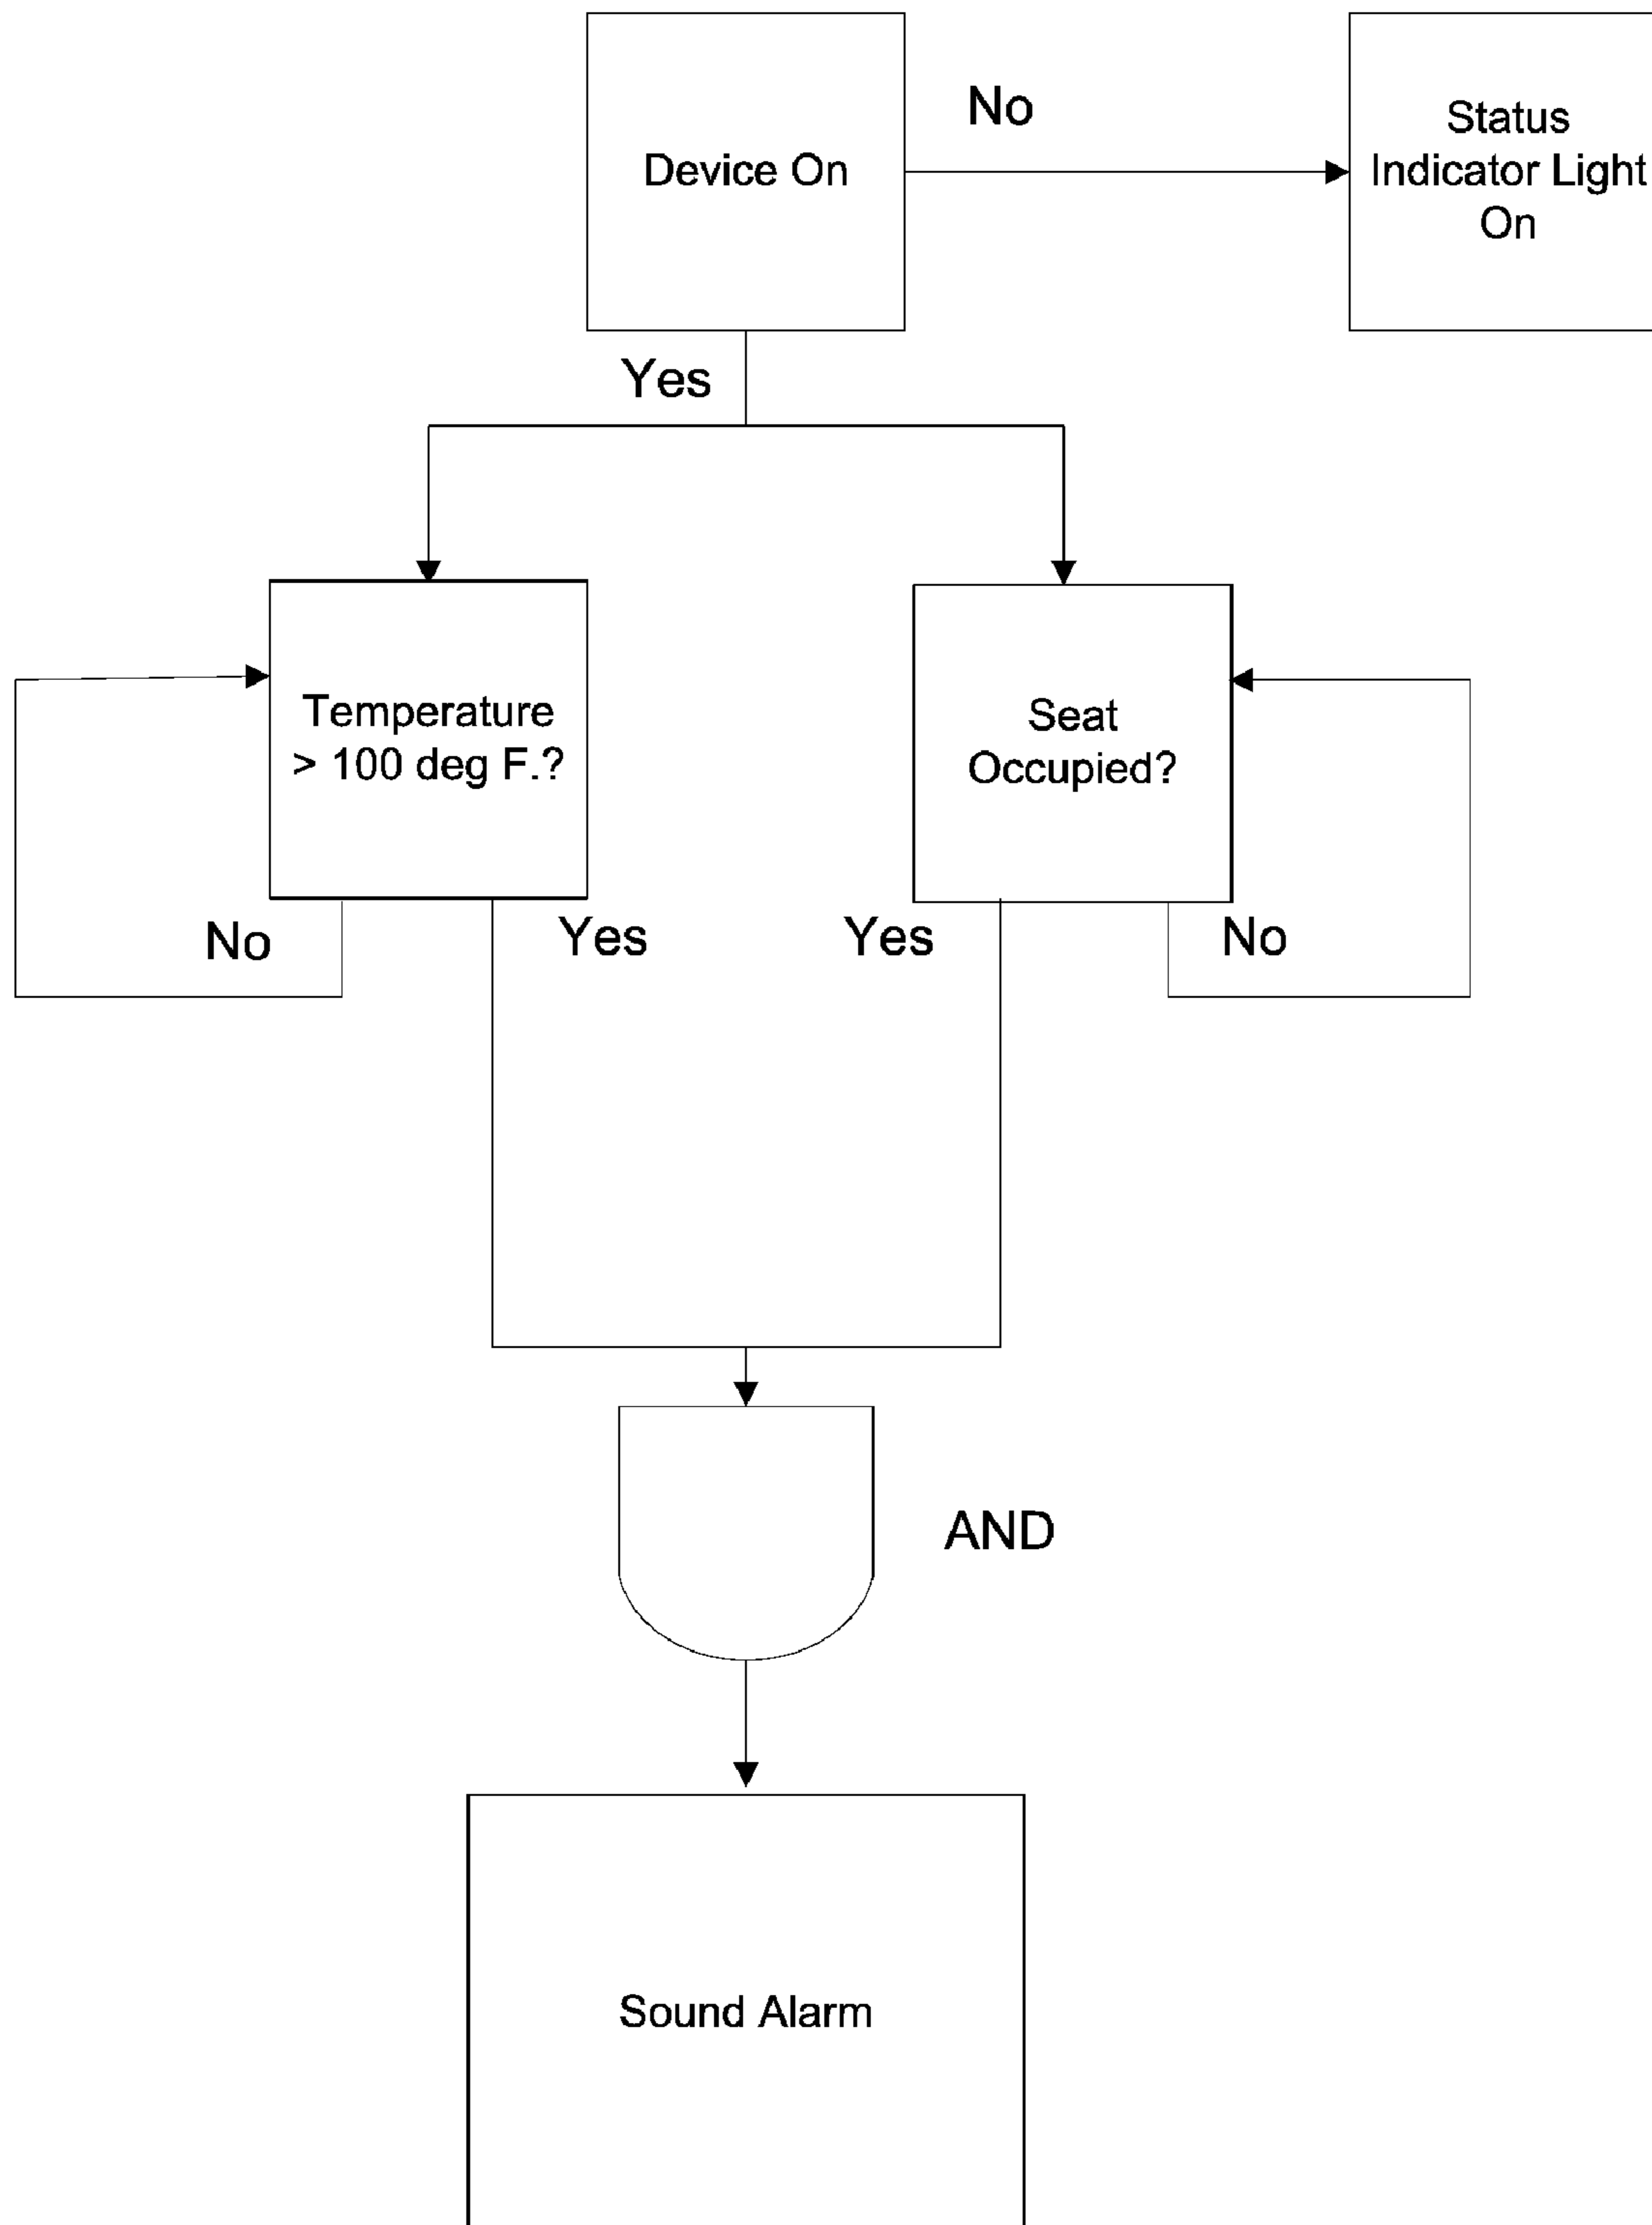 Device On
No
Status
Indicator Light
On
Yes
Temperature
> 100 deg F.?
Seat
Occupied?
No
Yes
Yes
No
AND
Sound Alarm